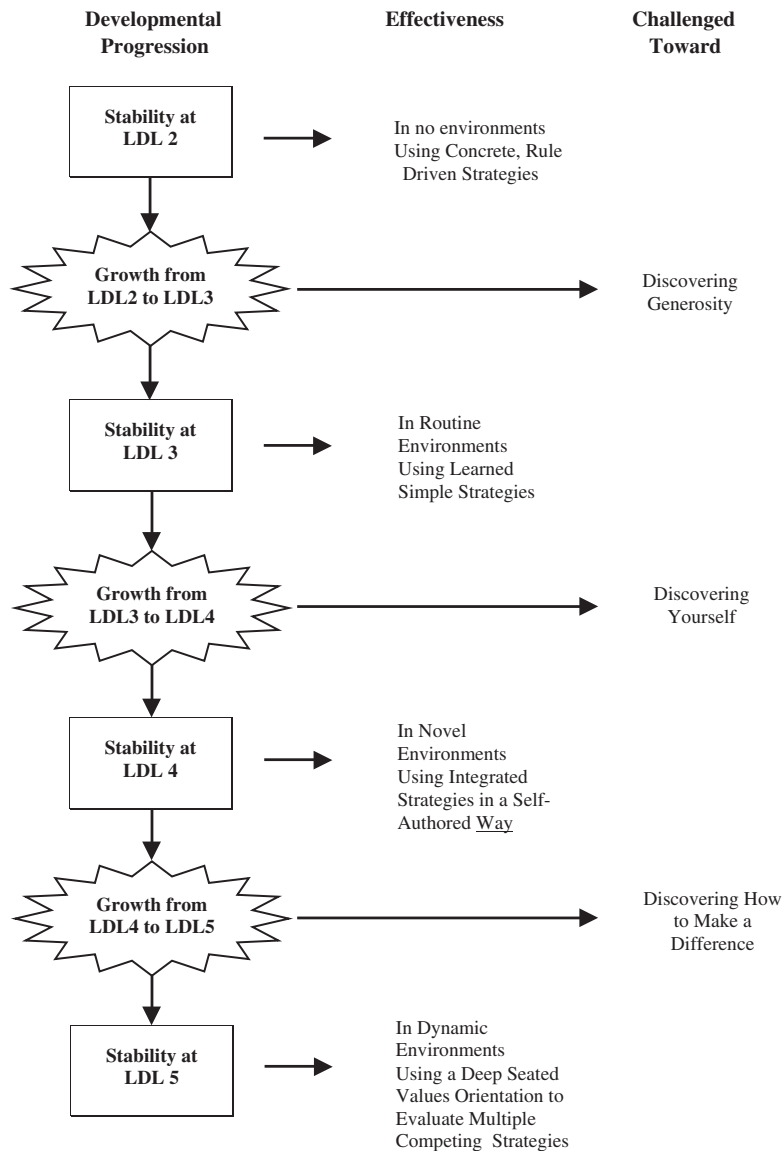 Developmental
Progression
Effectiveness
Challenged
Toward
Stability at
LDL 2
In no environments
Using Concrete, Rule
Driven Strategies
Growth from
LDL2 to LDL3
Discovering
Generosity
Stability at
LDL 3
In Routine
Environments
Using Learned
Simple Strategies
Growth from
LDL3 to LDL4
Discovering
Yourself
Stability at
LDL 4
In Novel
Environments
Using Integrated
Strategies in a Self-
Authored Way
Growth from
LDL4 to LDL5
Discovering How
to Make a
Difference
Stability at
LDL 5
In Dynamic
Environments
Using a Deep Seated
Values Orientation to
Evaluate Multiple
Competing Strategies